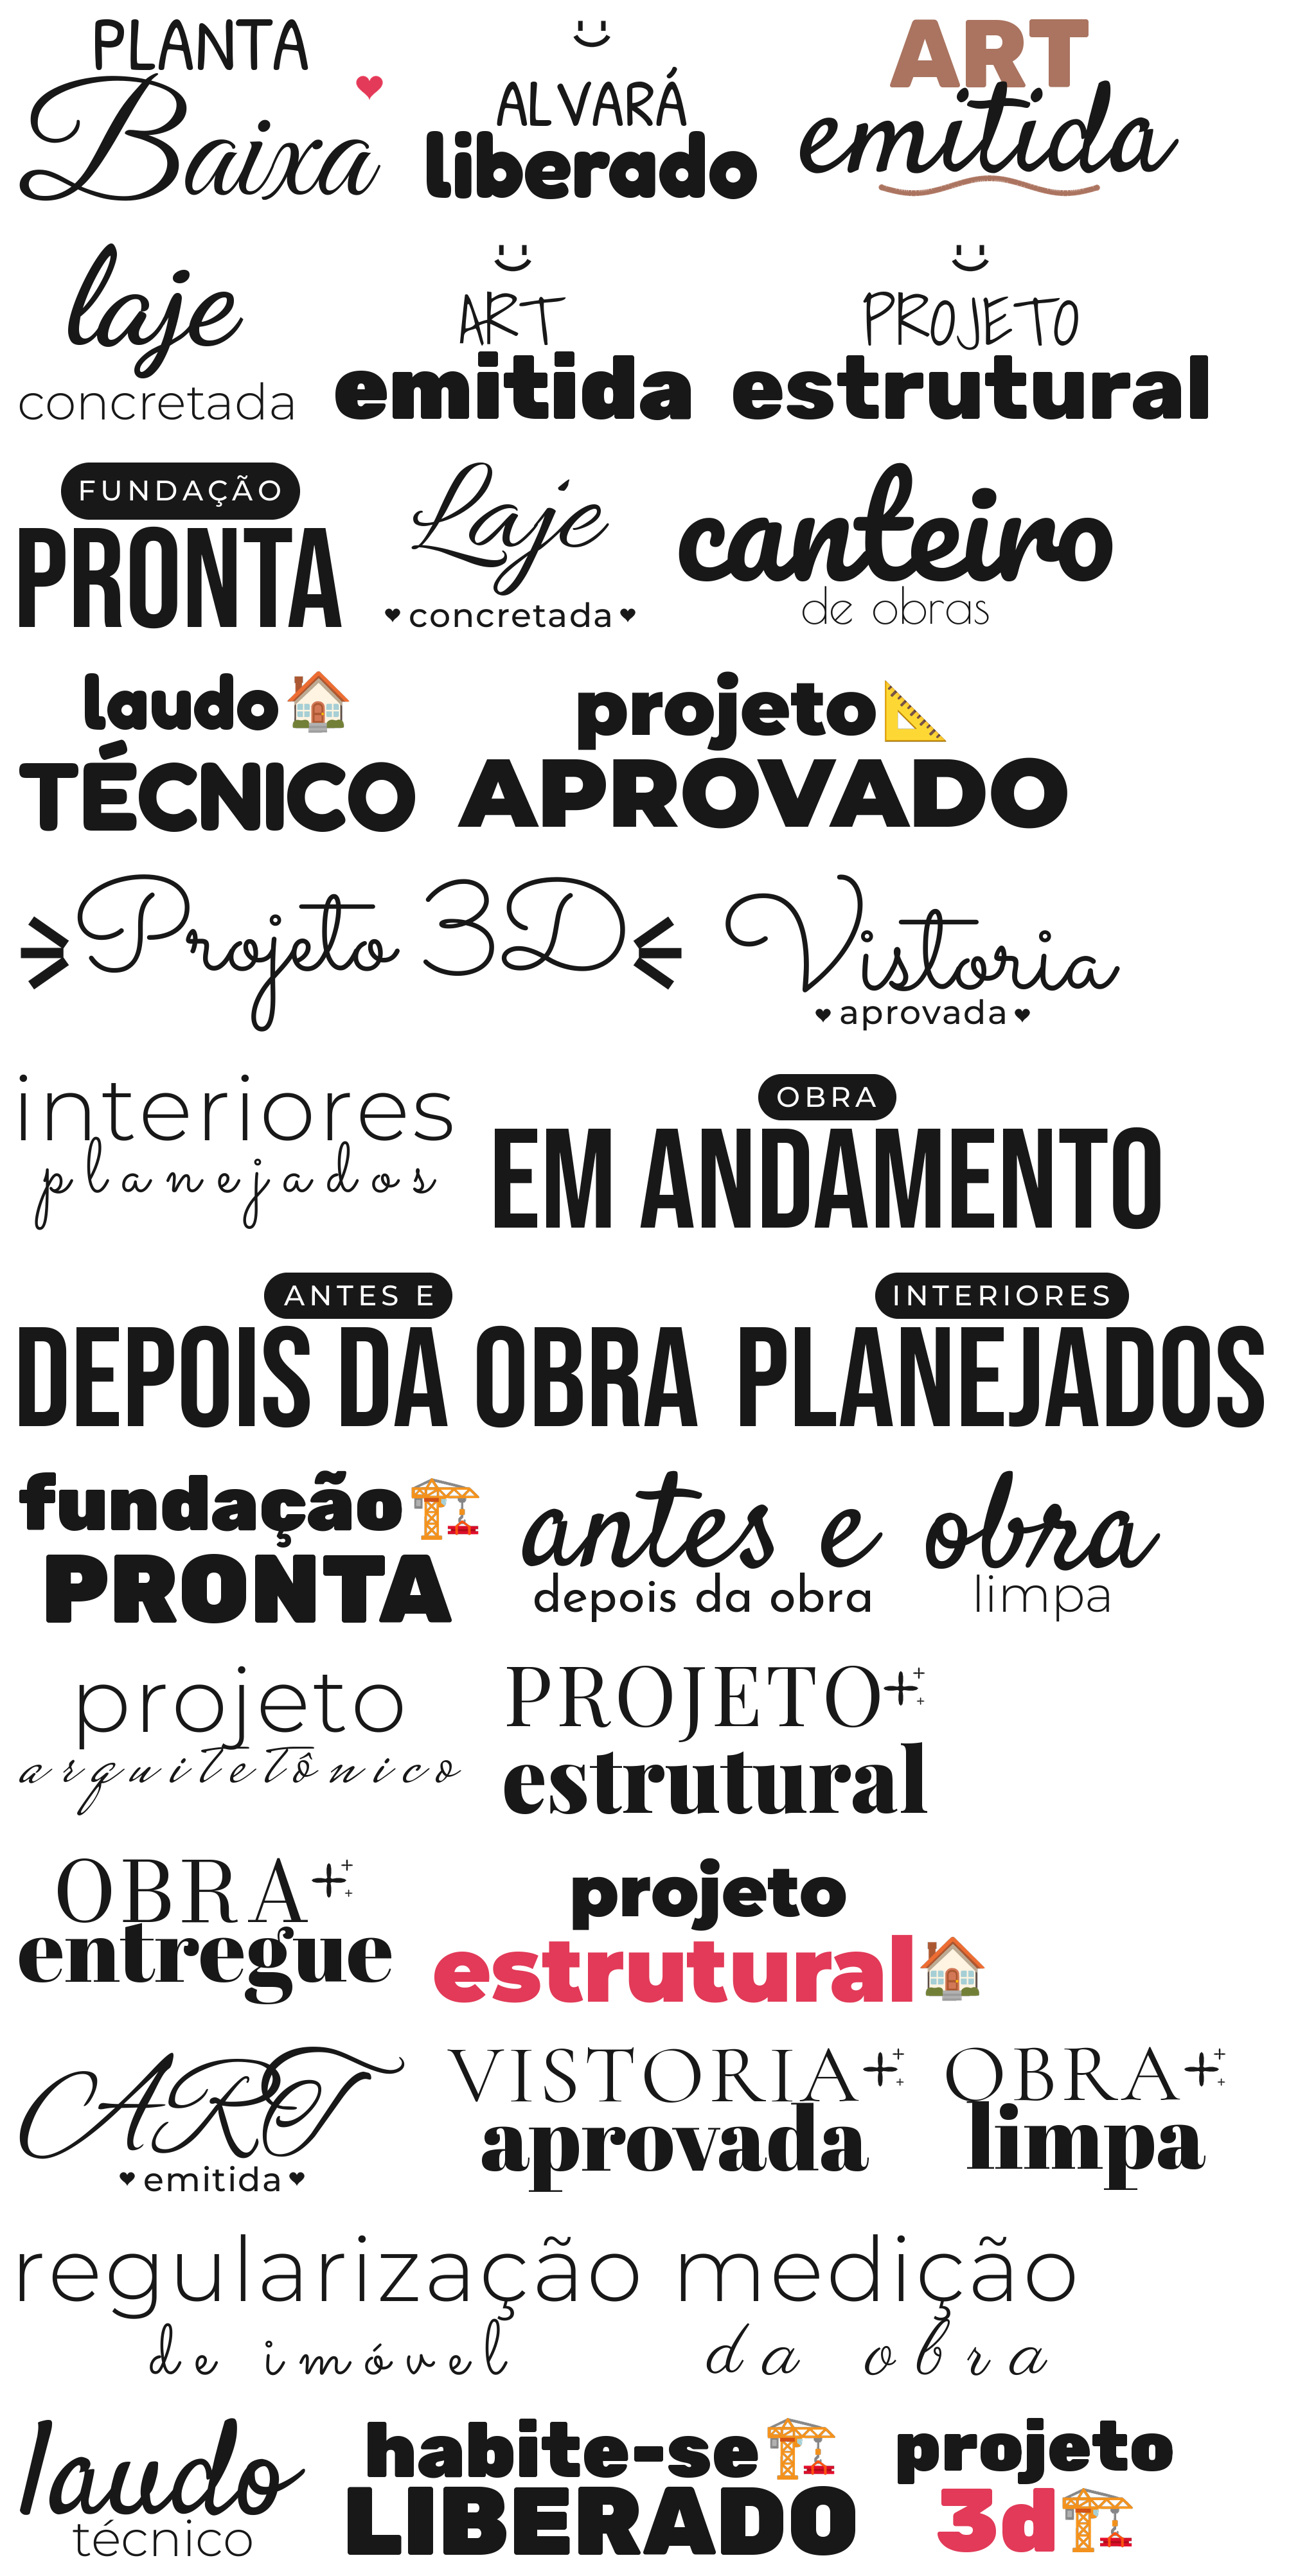 PLANTA
Baixa
ALVARÁ
liberado
ART
emitida
laje
concretada
ART
emitida
PROJETO
estrutural
FUNDAÇÃO
PRONTA
Laje
concretada
canteiro
de obras
laudo
TÉCNICO
projeto
APROVADO
Projeto 3D
Vistoria
aprovada
interiores
planejados
OBRA
EM ANDAMENTO
ANTES E
DEPOIS DA OBRA
INTERIORES
PLANEJADOS
fundação
PRONTA
antes e
depois da obra
obra
limpa
projeto
arquitetônico
PROJETO
estrutural
OBRA
entregue
projeto
estrutural
ART
emitida
VISTORIA
aprovada
OBRA
limpa
regularização
de imóvel
medição
da obra
laudo
técnico
habite-se
LIBERADO
projeto
3d